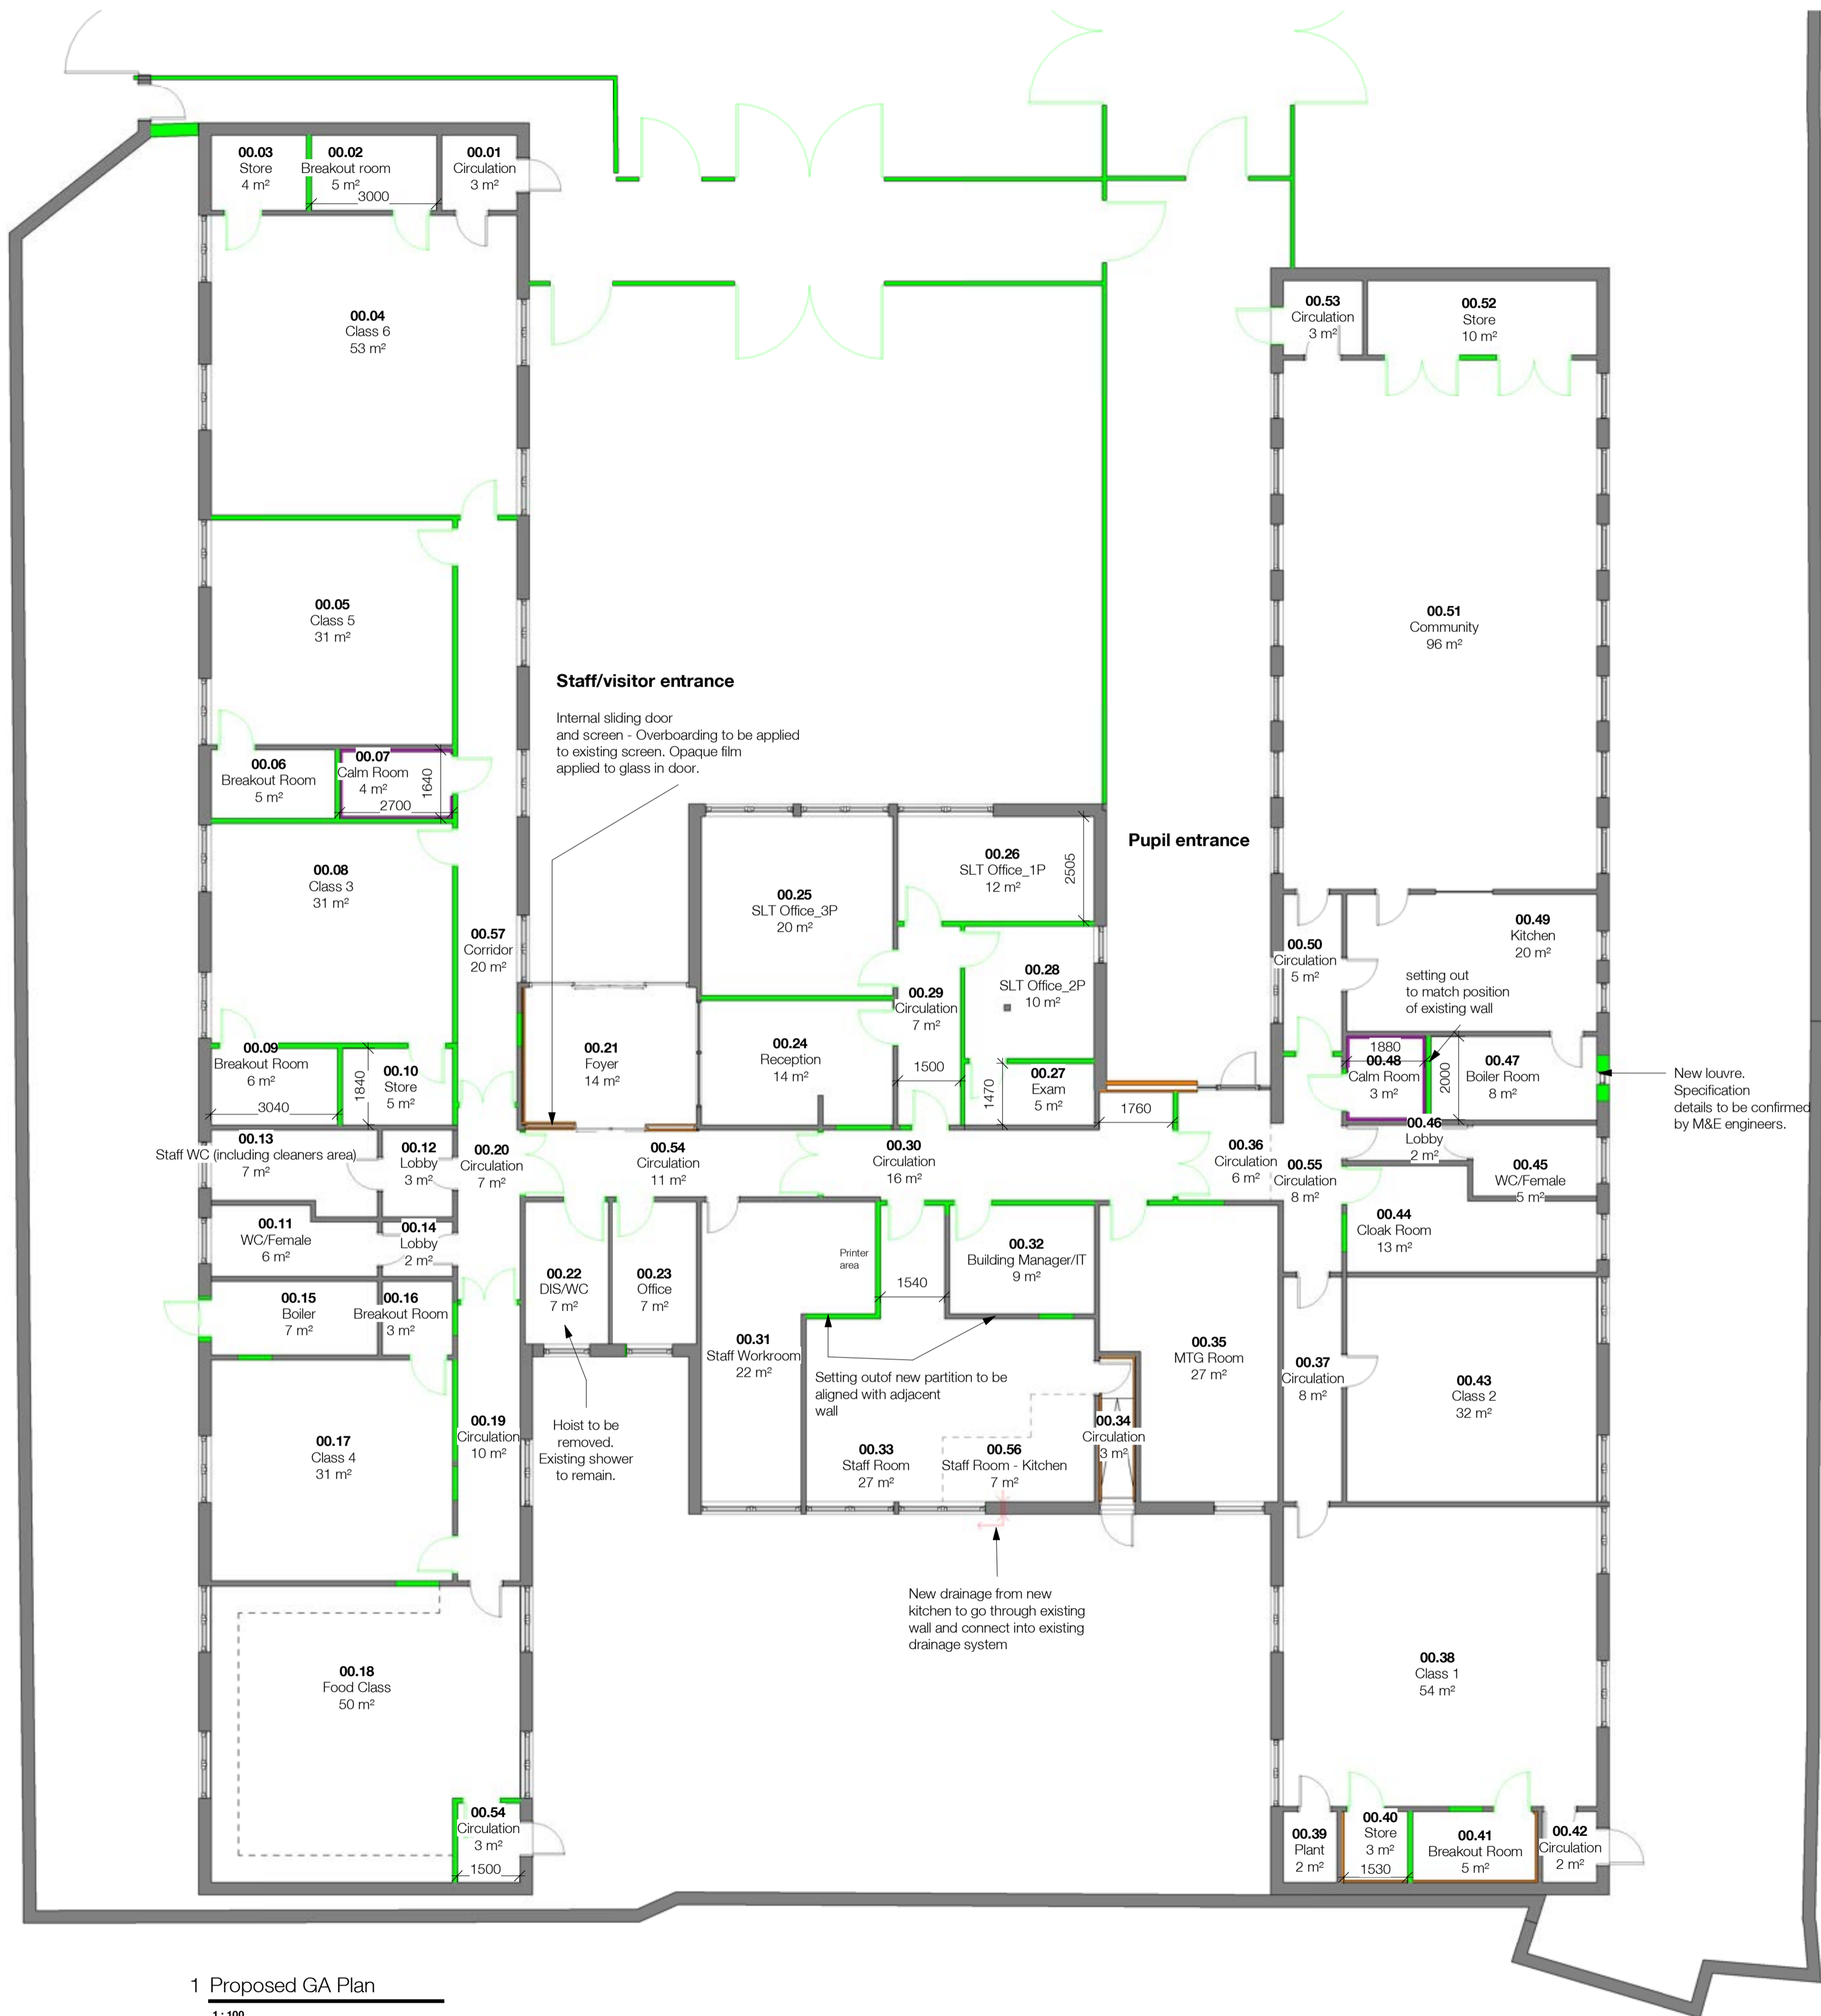 00.03
Store
4 m²
00.02
Breakout room
5 m²
3000
00.01
Circulation
3 m²
00.04
Class 6
53 m²
00.53
Circulation
3 m²
00.52
Store
10 m²
00.05
Class 5
31 m²
00.51
Community
96 m²
Staff/visitor entrance
Internal sliding door
and screen - Overboarding to be applied
to existing screen. Opaque film
applied to glass in door.
00.06
Breakout Room
5 m²
00.07
Calm Room
4 m²
2700
1640
Pupil entrance
00.08
Class 3
31 m²
00.57
Corridor
20 m²
00.25
SLT Office_3P
20 m²
00.26
SLT Office_1P
12 m²
2505
00.28
SLT Office_2P
10 m²
00.29
Circulation
7 m²
1500
00.50
Circulation
5 m²
00.49
Kitchen
20 m²
setting out
to match position
of existing wall
00.09
Breakout Room
6 m²
3040
00.10
Store
5 m²
1840
00.21
Foyer
14 m²
00.24
Reception
14 m²
00.27
Exam
5 m²
1470
1760
1880
00.48
Calm Room
3 m²
2000
00.47
Boiler Room
8 m²
New louvre.
Specification
details to be confirmed
by M&E engineers.
00.13
Staff WC (including cleaners area)
7 m²
00.12
Lobby
3 m²
00.20
Circulation
7 m²
00.54
Circulation
11 m²
00.30
Circulation
16 m²
00.36
Circulation
6 m²
00.55
Circulation
8 m²
00.46
Lobby
2 m²
00.45
WC/Female
5 m²
00.11
WC/Female
6 m²
00.14
Lobby
2 m²
00.44
Cloak Room
13 m²
00.15
Boiler
7 m²
00.16
Breakout Room
3 m²
00.22
DIS/WC
7 m²
00.23
Office
7 m²
Printer
area
1540
00.32
Building Manager/IT
9 m²
00.31
Staff Workroom
22 m²
Setting outof new partition to be
aligned with adjacent
wall
00.35
MTG Room
27 m²
00.37
Circulation
8 m²
00.43
Class 2
32 m²
00.17
Class 4
31 m²
00.19
Circulation
10 m²
Hoist to be
removed.
Existing shower
to remain.
00.33
Staff Room
27 m²
00.56
Staff Room - Kitchen
7 m²
00.34
Circulation
3 m²
New drainage from new
kitchen to go through existing
wall and connect into existing
drainage system
00.18
Food Class
50 m²
00.38
Class 1
54 m²
00.54
Circulation
3 m²
1500
00.39
Plant
2 m²
00.40
Store
3 m²
1530
00.41
Breakout Room
5 m²
00.42
Circulation
2 m²
1 Proposed GA Plan
1 : 100